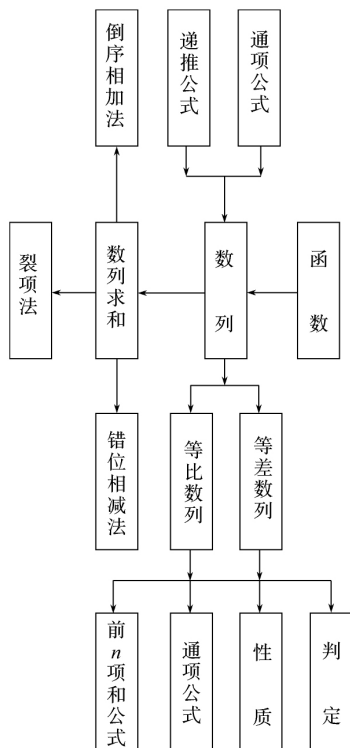 倒序相加法
递推公式
通项公式
裂项法
数列求和
数列
函数
错位相减法
等比数列
等差数列
前n项和公式
通项公式
性质
判定